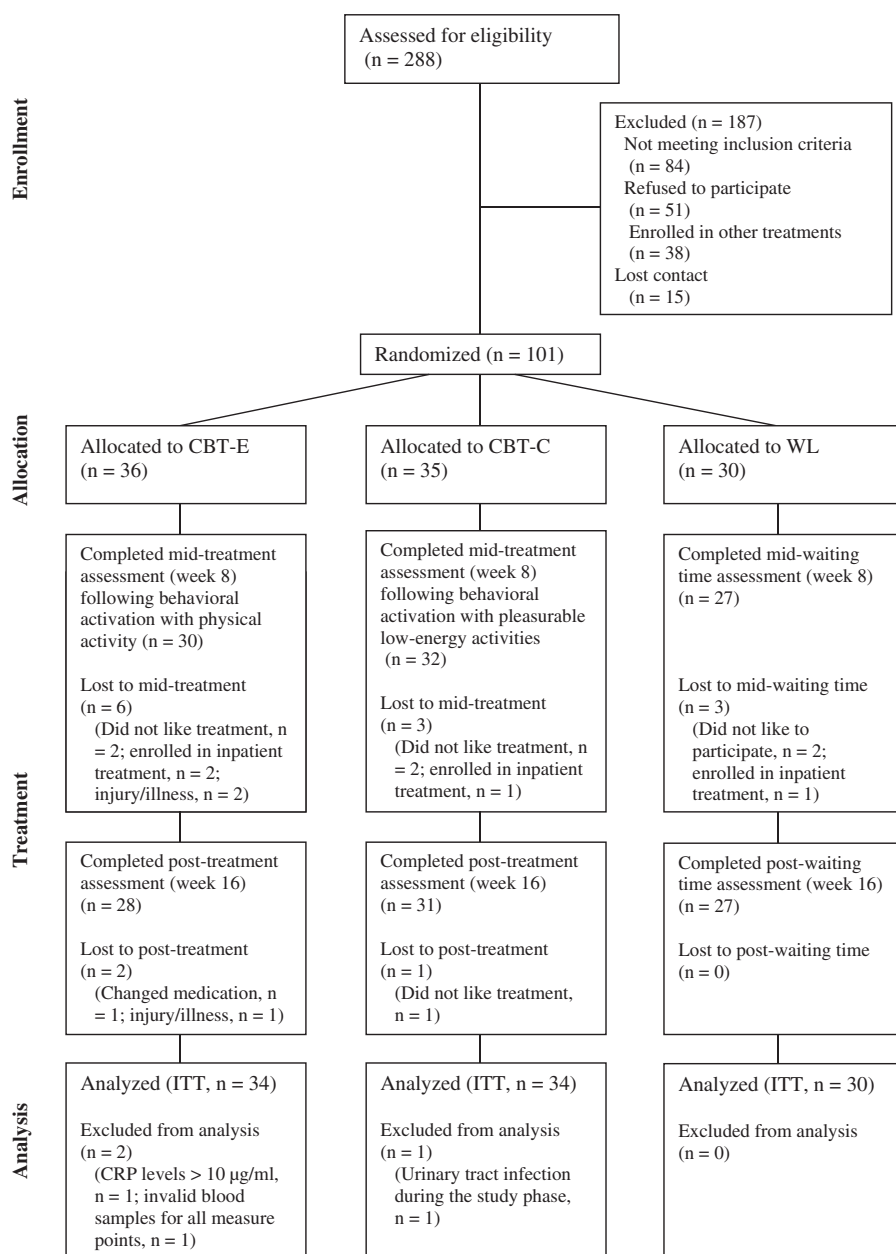 Assessed for eligibility
(n = 288)
Enrollment
Excluded (n = 187)
Not meeting inclusion criteria
(n = 84)
Refused to participate
(n = 51)
Enrolled in other treatments
(n = 38)
Lost contact
(n = 15)
Randomized (n = 101)
Allocation
Allocated to CBT-E
(n = 36)
Allocated to CBT-C
(n = 35)
Allocated to WL
(n = 30)
Treatment
Completed mid-treatment
assessment (week 8)
following behavioral
activation with physical
activity (n = 30)
Lost to mid-treatment
(n = 6)
(Did not like treatment, n
= 2; enrolled in inpatient
treatment, n = 2;
injury/illness, n = 2)
Completed mid-treatment
assessment (week 8)
following behavioral
activation with pleasurable
low-energy activities
(n = 32)
Lost to mid-treatment
(n = 3)
(Did not like treatment, n
= 2; enrolled in inpatient
treatment, n = 1)
Completed mid-waiting
time assessment (week 8)
(n = 27)
Lost to mid-waiting time
(n = 3)
(Did not like to
participate, n = 2;
enrolled in inpatient
treatment, n = 1)
Completed post-treatment
assessment (week 16)
(n = 28)
Lost to post-treatment
(n = 2)
(Changed medication, n
= 1; injury/illness, n = 1)
Completed post-treatment
assessment (week 16)
(n = 31)
Lost to post-treatment
(n = 1)
(Did not like treatment,
n = 1)
Completed post-waiting
time assessment (week 16)
(n = 27)
Lost to post-waiting time
(n = 0)
Analysis
Analyzed (ITT, n = 34)
Excluded from analysis
(n = 2)
(CRP levels > 10 µg/ml,
n = 1; invalid blood
samples for all measure
points, n = 1)
Analyzed (ITT, n = 34)
Excluded from analysis
(n = 1)
(Urinary tract infection
during the study phase,
n = 1)
Analyzed (ITT, n = 30)
Excluded from analysis
(n = 0)